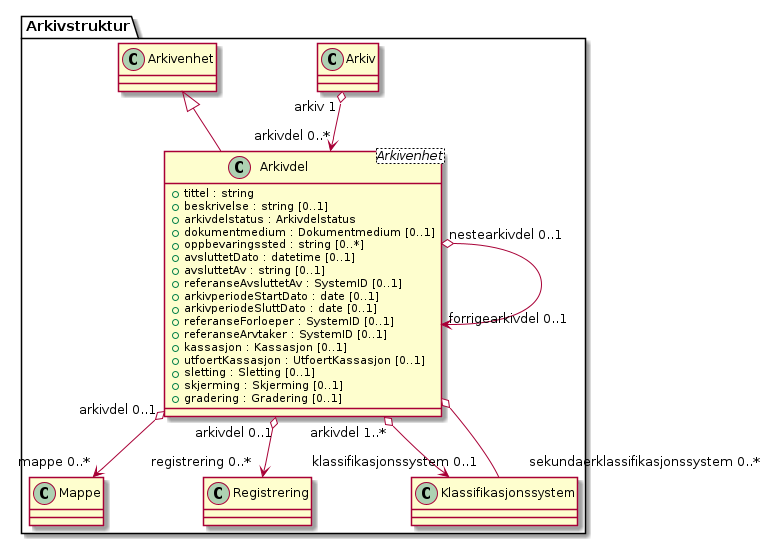 Arkivstruktur
C Arkivenhet
C Arkiv
arkiv 1
arkivdel 0..*
Arkivenhet
C Arkivdel
tittel : string
beskrivelse : string [0..1]
arkivdelstatus : Arkivdelstatus
dokumentmedium : Dokumentmedium [0..1]
oppbevaringssted : string [0..*]
avsluttetDato : datetime [0..1]
avsluttetAv : string [0..1]
referanseAvsluttetAv : SystemID [0..1]
arkivperiodeStartDato : date [0..1]
arkivperiodeSluttDato : date [0..1]
referanseForloeper : SystemID [0..1]
referanseArvtaker : SystemID [0..1]
kassasjon : Kassasjon [0..1]
utfoertKassasjon : UtfoertKassasjon [0..1]
sletting : Sletting [0..1]
skjerming : Skjerming [0..1]
gradering : Gradering [0..1]
nestearkivdel 0..1
forrigearkivdel 0..1
arkivdel 0..1
arkivdel 0..1
arkivdel 1..*
mappe 0..*
registrering 0..*
klassifikasjonssystem 0..1
sekundaerklassifikasjonssystem 0..*
C Mappe
C Registrering
C Klassifikasjonssystem